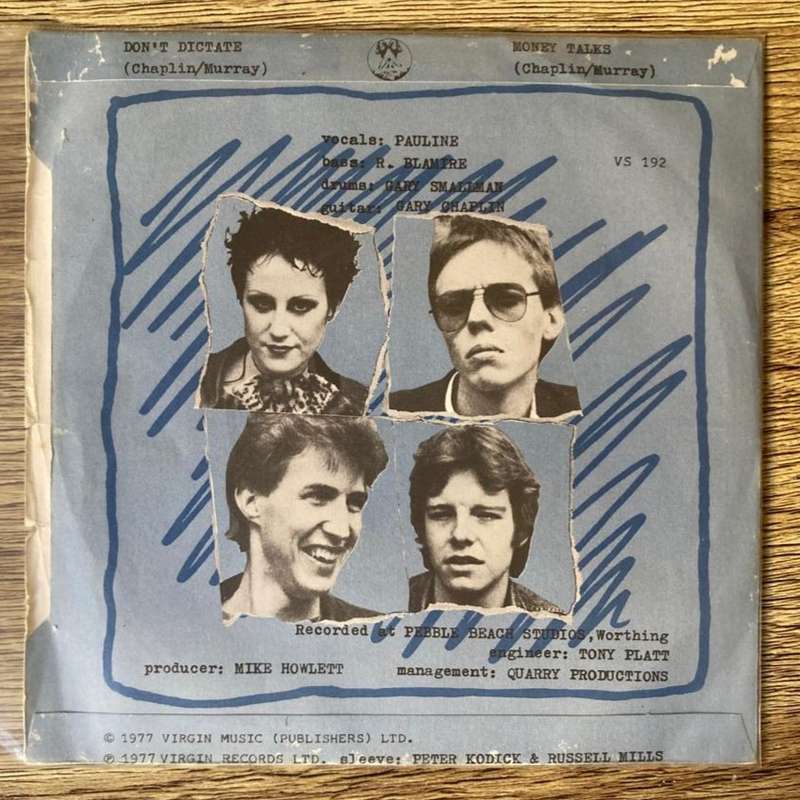 DON'T DICTATE
(Chaplin/Murray)
MONEY TALKS
(Chaplin/Murray)
vocals: PAULINE
bass: R. BLAMIRE
drums: GARY SMALLMAN
guitar: GARY CHAPLIN
VS 192
Recorded at PEBBLE BEACH STUDIOS,Worthing
engineer: TONY PLATT
producer: MIKE HOWLETT
management: QUARRY PRODUCTIONS
© 1977 VIRGIN MUSIC (PUBLISHERS) LTD.
℗ 1977 VIRGIN RECORDS LTD. sleeve: PETER KODICK & RUSSELL MILLS